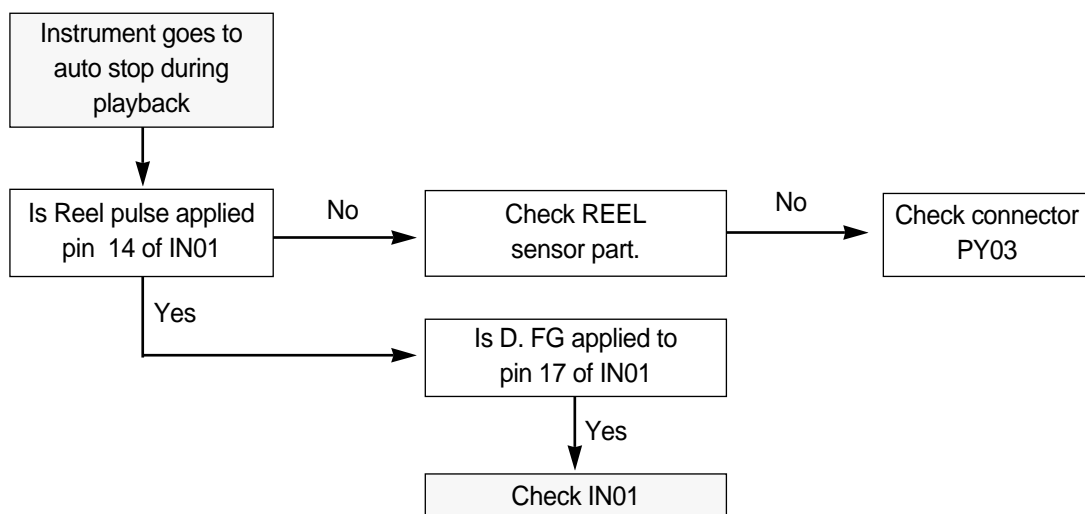 Instrument goes to
auto stop during
playback
Is Reel pulse applied
pin 14 of IN01
No
Check REEL
sensor part.
No
Check connector
PY03
Yes
Is D. FG applied to
pin 17 of IN01
Yes
Check IN01